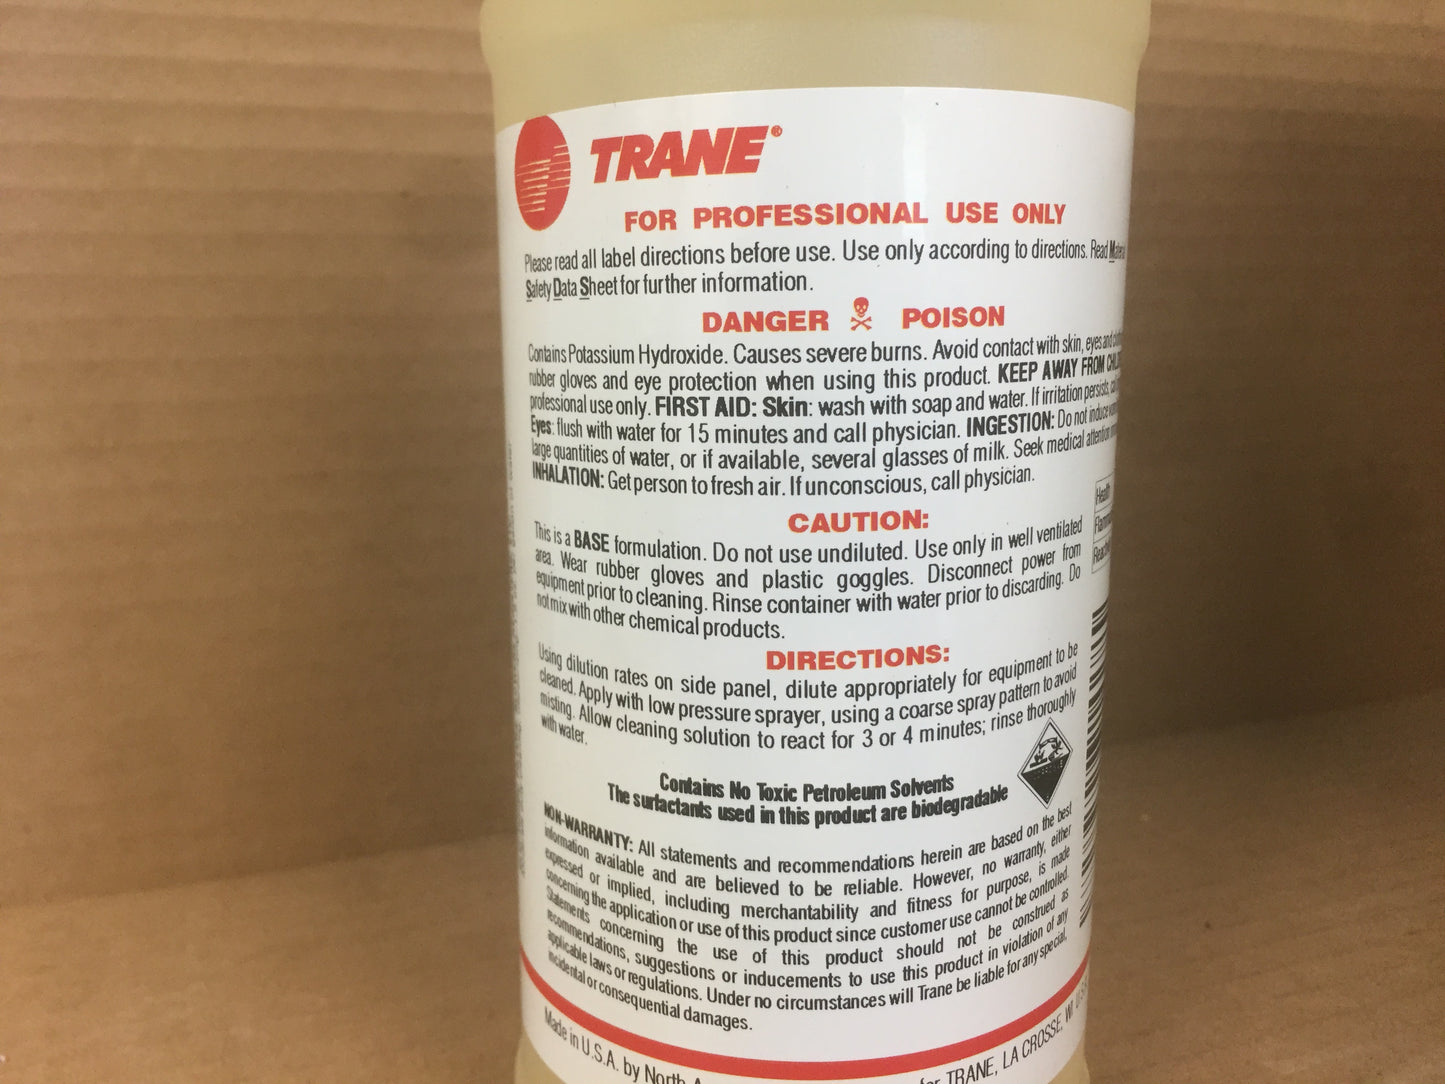 TRANE®
FOR PROFESSIONAL USE ONLY
Please read all label directions before use. Use only according to directions. Read Material
Safety Data Sheet for further information.
DANGER POISON
Contains Potassium Hydroxide. Causes severe burns. Avoid contact with skin, eyes and
rubber gloves and eye protection when using this product. KEEP AWAY FROM
professional use only. FIRST AID: Skin: wash with soap and water. If irritation persists,
Eyes: flush with water for 15 minutes and call physician. INGESTION: Do not induce
large quantities of water, or if available, several glasses of milk. Seek medical attention
INHALATION: Get person to fresh air. If unconscious, call physician.
Health
CAUTION:
This is a BASE formulation. Do not use undiluted. Use only in well ventilated
area. Wear rubber gloves and plastic goggles. Disconnect power from
equipment prior to cleaning. Rinse container with water prior to discarding. Do
not mix with other chemical products.
DIRECTIONS:
Using dilution rates on side panel, dilute appropriately for equipment to be
cleaned. Apply with low pressure sprayer, using a coarse spray pattern to avoid
misting. Allow cleaning solution to react for 3 or 4 minutes; rinse thoroughly
with water.
Contains No Toxic Petroleum Solvents
The surfactants used in this product are biodegradable
NON-WARRANTY: All statements and recommendations herein are based on the best
information available and are believed to be reliable. However, no warranty, either
expressed or implied, including merchantability and fitness for purpose, is made
concerning the application or use of this product since customer use cannot be controlled.
Statements concerning the use of this product should not be construed as
recommendations, suggestions or inducements to use this product in violation of any
applicable laws or regulations. Under no circumstances will Trane be liable for any special,
incidental or consequential damages.
Made in U.S.A. by North for TRANE, LA CROSSE, WI